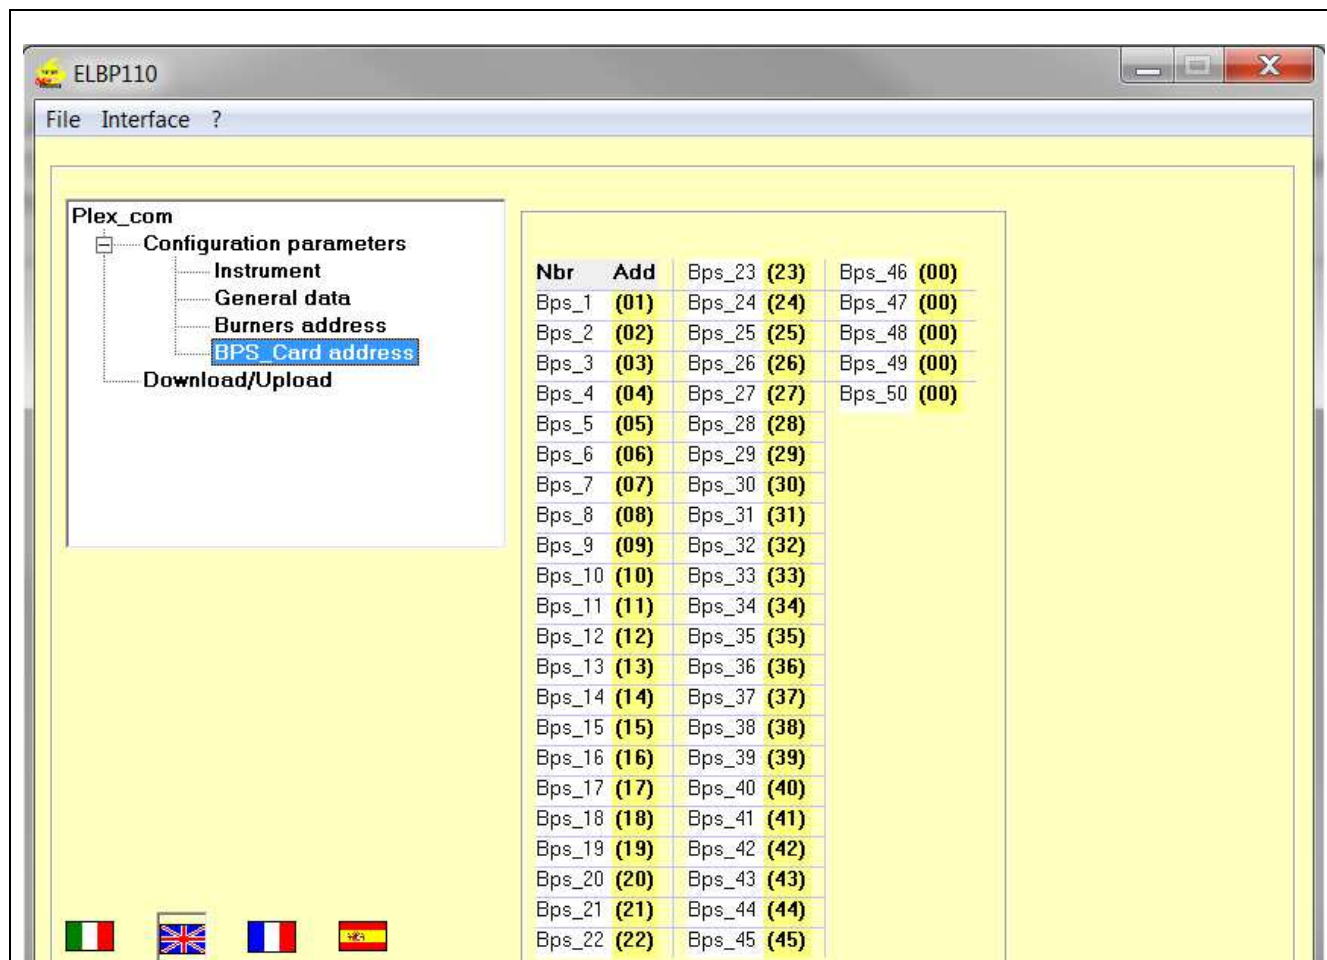 ELBP110
File Interface ?
Plex_com
Configuration parameters
Instrument
General data
Burners address
BPS_Card address
Download/Upload
Nbr Add Bps_23 (23) Bps_46 (00)
Bps_1 (01) Bps_24 (24) Bps_47 (00)
Bps_2 (02) Bps_25 (25) Bps_48 (00)
Bps_3 (03) Bps_26 (26) Bps_49 (00)
Bps_4 (04) Bps_27 (27) Bps_50 (00)
Bps_5 (05) Bps_28 (28)
Bps_6 (06) Bps_29 (29)
Bps_7 (07) Bps_30 (30)
Bps_8 (08) Bps_31 (31)
Bps_9 (09) Bps_32 (32)
Bps_10 (10) Bps_33 (33)
Bps_11 (11) Bps_34 (34)
Bps_12 (12) Bps_35 (35)
Bps_13 (13) Bps_36 (36)
Bps_14 (14) Bps_37 (37)
Bps_15 (15) Bps_38 (38)
Bps_16 (16) Bps_39 (39)
Bps_17 (17) Bps_40 (40)
Bps_18 (18) Bps_41 (41)
Bps_19 (19) Bps_42 (42)
Bps_20 (20) Bps_43 (43)
Bps_21 (21) Bps_44 (44)
Bps_22 (22) Bps_45 (45)